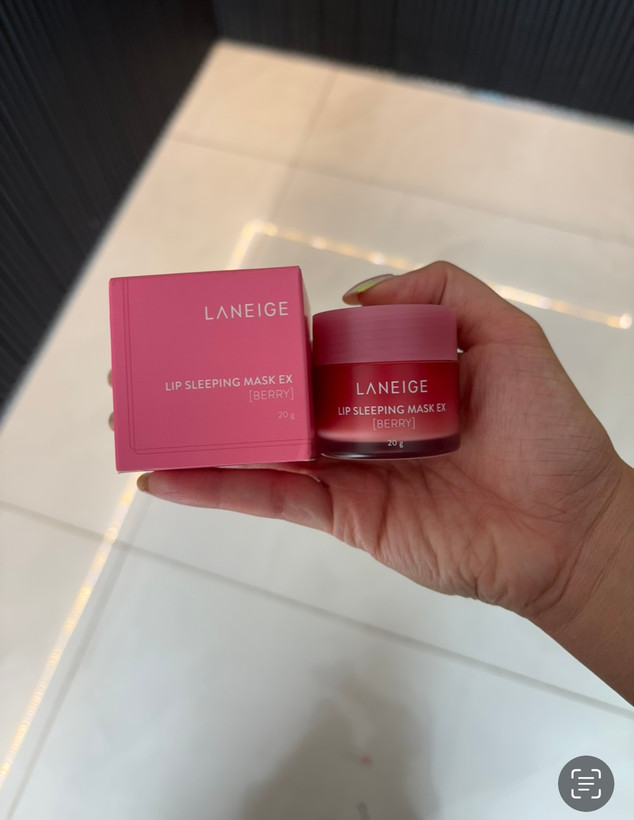 LANEIGE
LIP SLEEPING MASK EX
[BERRY]
20 g
LANEIGE
LIP SLEEPING MASK EX
[BERRY]
20 g